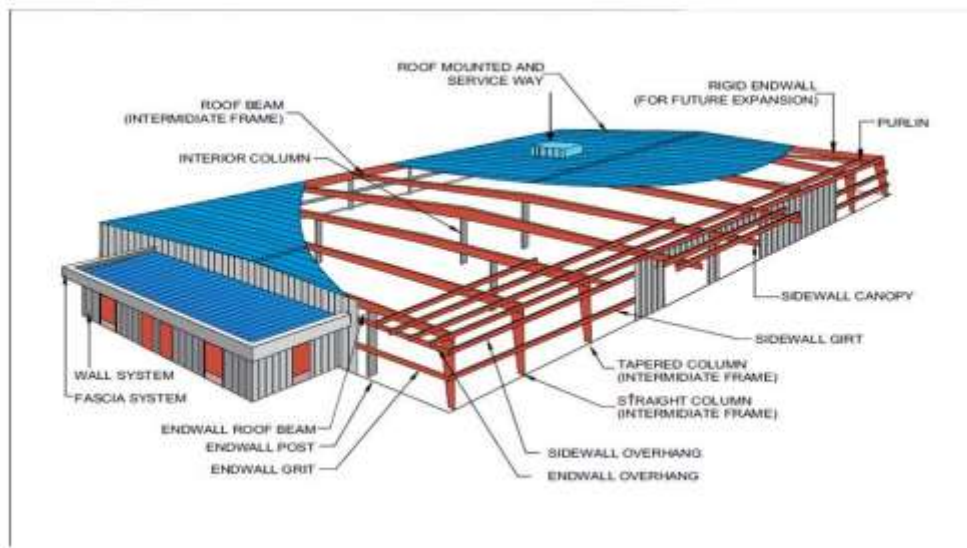 ROOF MOUNTED AND
SERVICE WAY
RIGID ENDWALL
(FOR FUTURE EXPANSION)
PURLIN
ROOF BEAM
(INTERMIDIATE FRAME)
INTERIOR COLUMN
SIDEWALL CANOPY
SIDEWALL GIRT
TAPERED COLUMN
(INTERMIDIATE FRAME)
STRAIGHT COLUMN
(INTERMIDIATE FRAME)
WALL SYSTEM
FASCIA SYSTEM
ENDWALL ROOF BEAM
ENDWALL POST
ENDWALL GRIT
SIDEWALL OVERHANG
ENDWALL OVERHANG